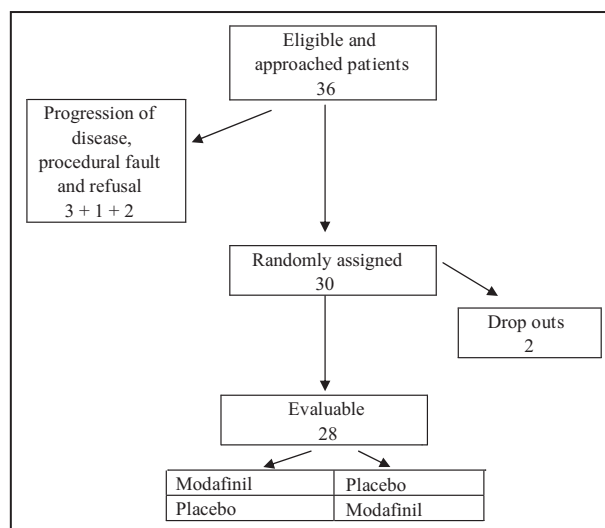 Eligible and
approached patients
36
Progression of
disease,
procedural fault
and refusal
3 + 1 + 2
Randomly assigned
30
Drop outs
2
Evaluable
28
Modafinil Placebo
Placebo Modafinil